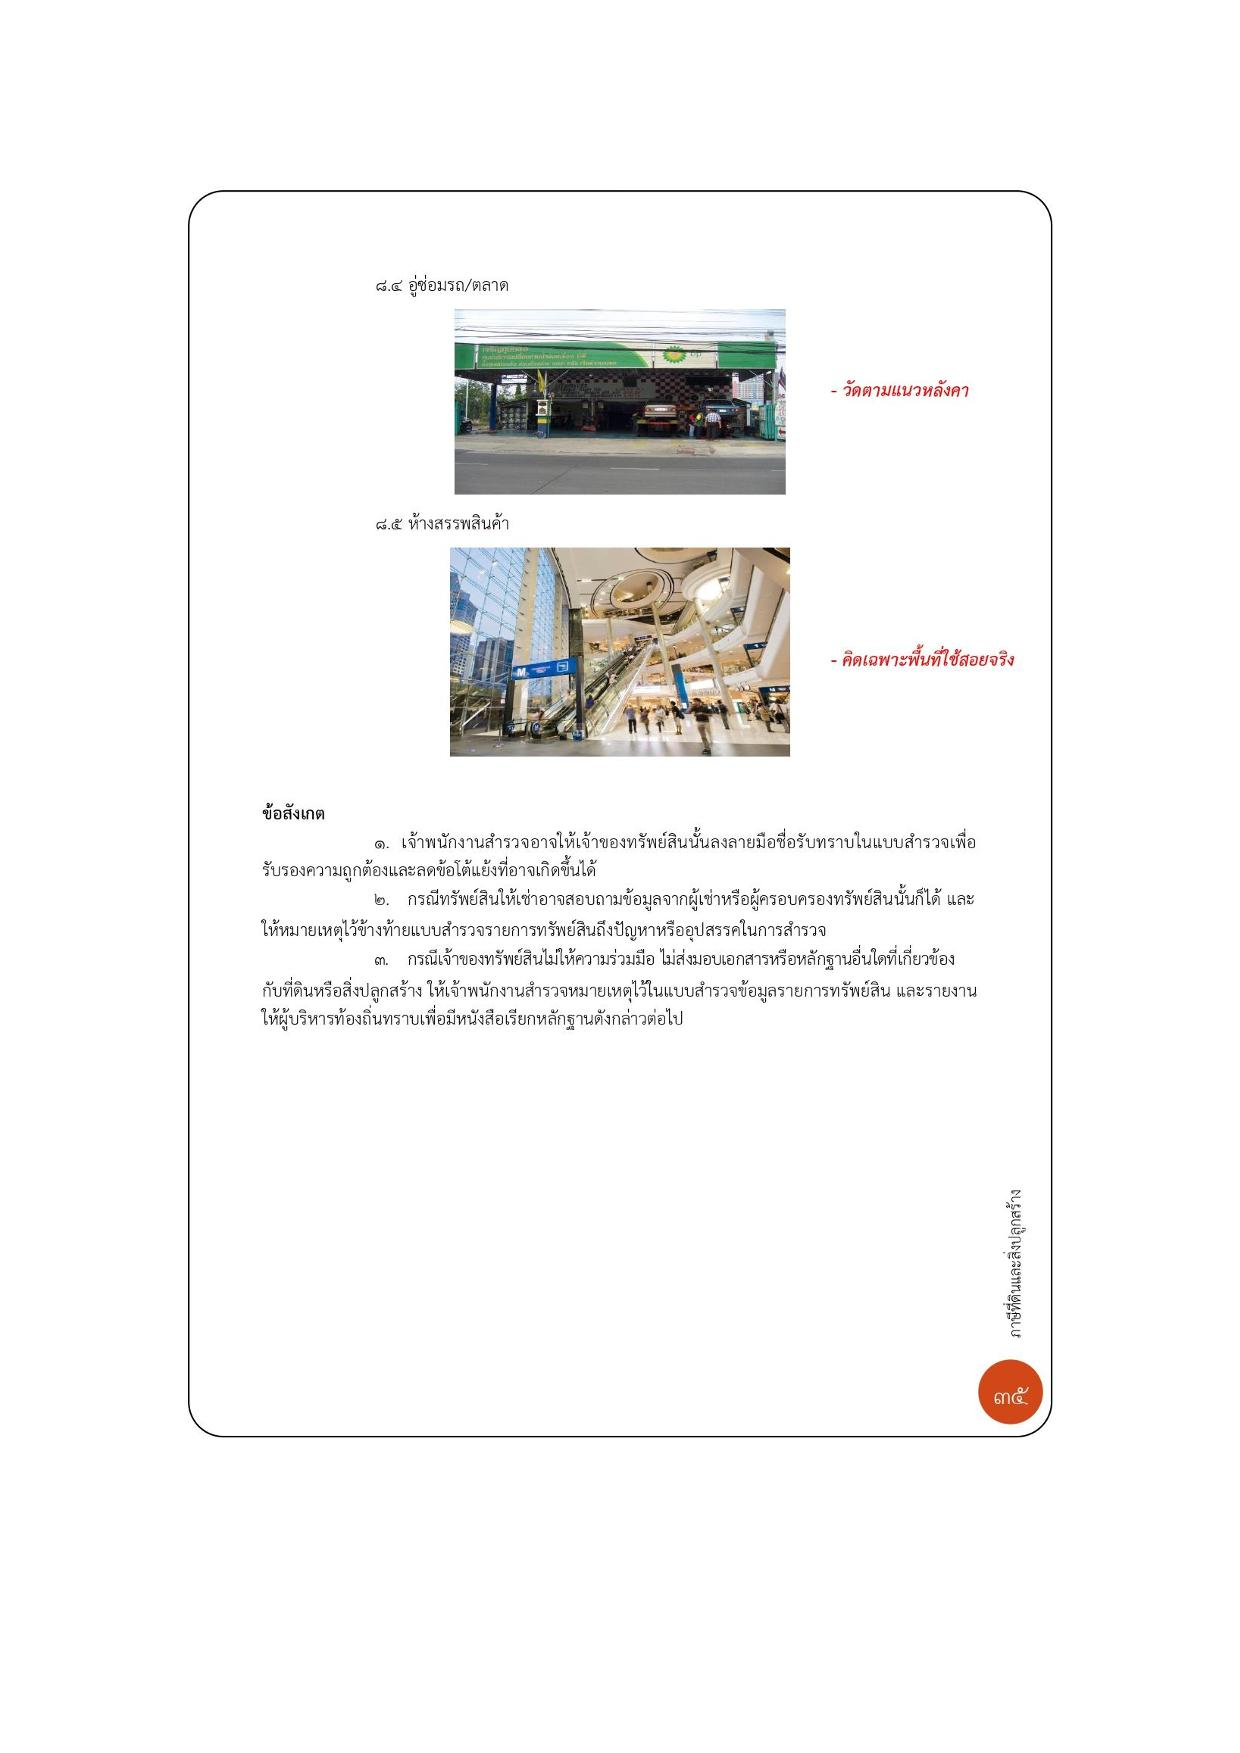 ๘.๔ อู่ซ่อมรถ/ตลาด
bp
- วัดตามแนวหลังคา
๘.๕ ห้างสรรพสินค้า
M
- คิดเฉพาะพื้นที่ใช้สอยจริง
ข้อสังเกต
๑. เจ้าพนักงานสำรวจอาจให้เจ้าของทรัพย์สินนั้นลงลายมือชื่อรับทราบในแบบสำรวจเพื่อ
รับรองความถูกต้องและลดข้อโต้แย้งที่อาจเกิดขึ้นได้
๒. กรณีทรัพย์สินให้เช่าอาจสอบถามข้อมูลจากผู้เช่าหรือผู้ครอบครองทรัพย์สินนั้นก็ได้ และ
ให้หมายเหตุไว้ข้างท้ายแบบสำรวจรายการทรัพย์สินถึงปัญหาหรืออุปสรรคในการสำรวจ
๓. กรณีเจ้าของทรัพย์สินไม่ให้ความร่วมมือ ไม่ส่งมอบเอกสารหรือหลักฐานอื่นใดที่เกี่ยวข้อง
กับที่ดินหรือสิ่งปลูกสร้าง ให้เจ้าพนักงานสำรวจหมายเหตุไว้ในแบบสำรวจข้อมูลรายการทรัพย์สิน และรายงาน
ให้ผู้บริหารท้องถิ่นทราบเพื่อมีหนังสือเรียกหลักฐานดังกล่าวต่อไป
ภาษีที่ดินและสิ่งปลูกสร้าง
๓๕